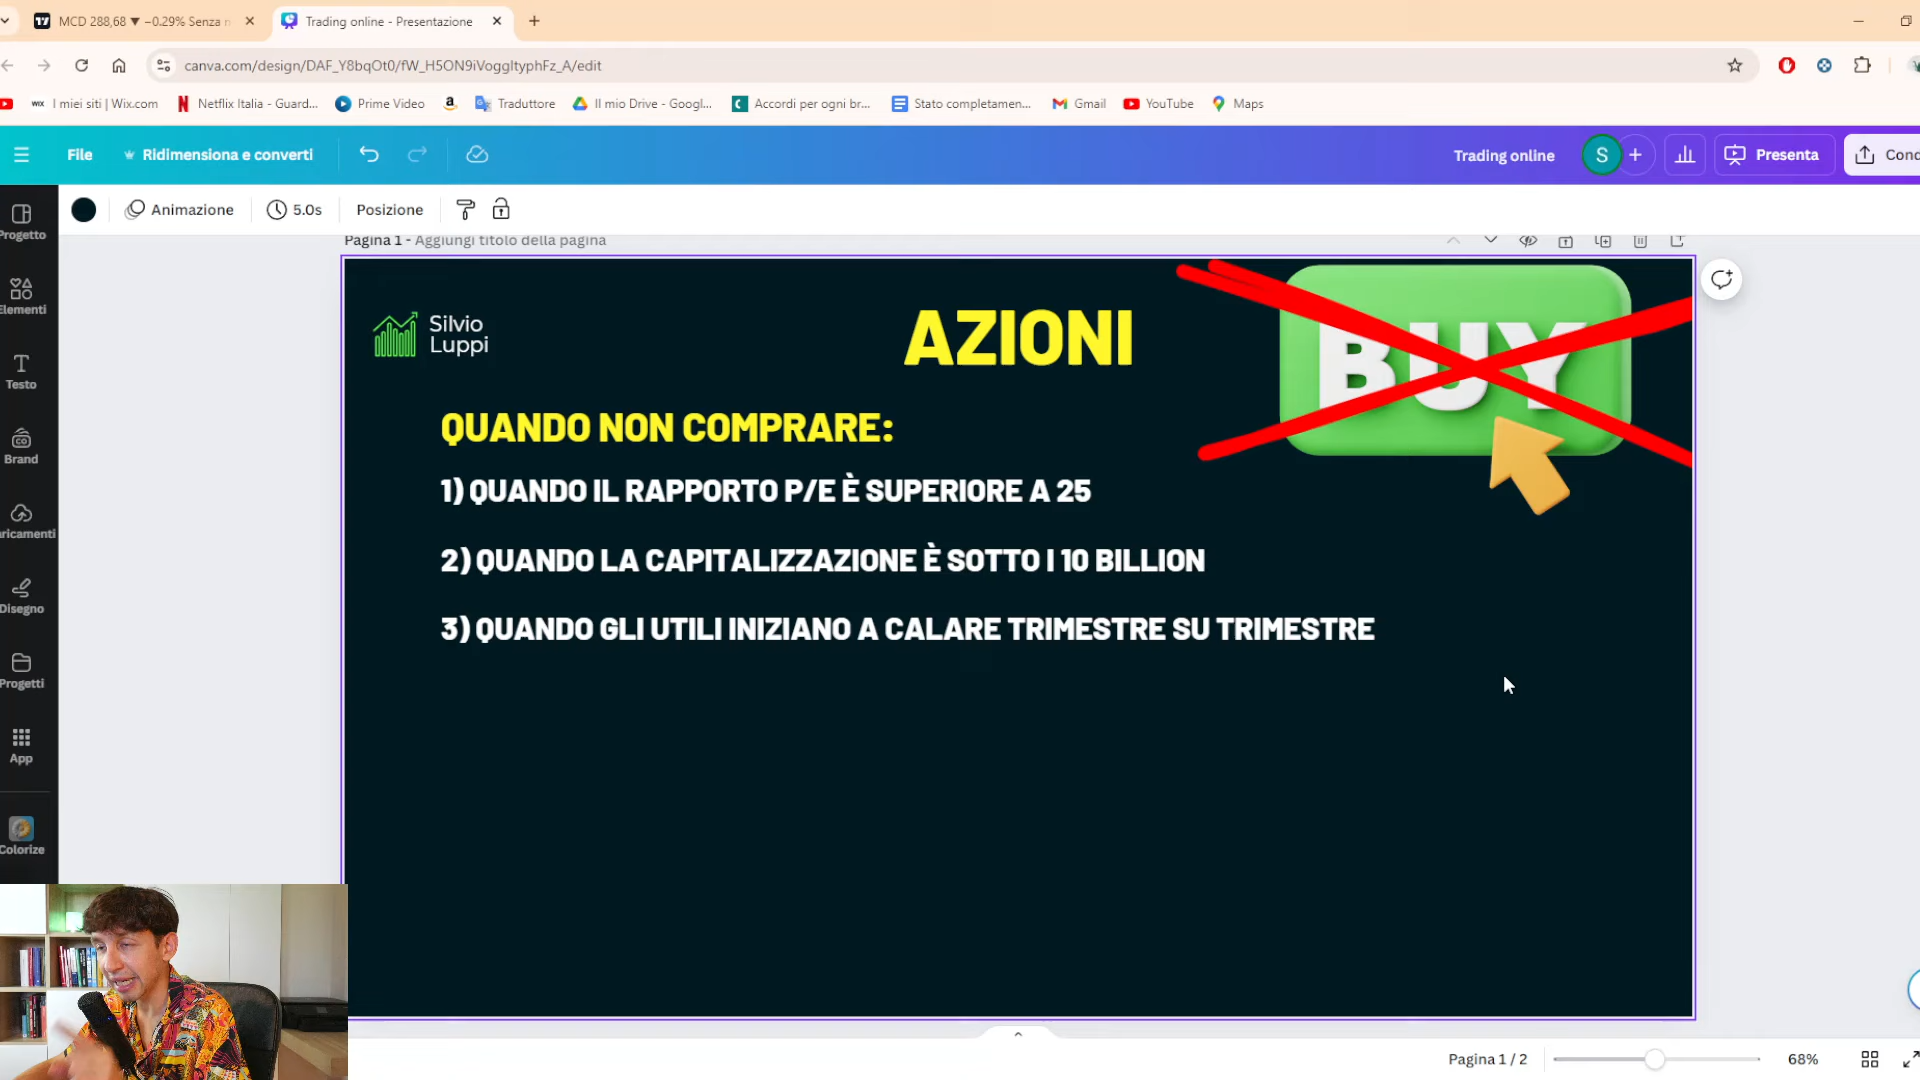 MCD 288,68 ▼ −0.29% Senza
Trading online - Presentazione
canva.com/design/DAF_Y8bqOt0/fW_H5ON9iVoggltyphFz_A/edit
I miei siti | Wix.com
Netflix Italia - Guard...
Prime Video
Traduttore
Il mio Drive - Googl...
Accordi per ogni br...
Stato completamen...
Gmail
YouTube
Maps
File
Ridimensiona e converti
Trading online
S
Presenta
Cond
Animazione
5.0s
Posizione
Progetto
Elementi
Testo
Brand
aricamenti
Disegno
Progetti
App
Colorize
Pagina 1 - Aggiungi titolo della pagina
Silvio
Luppi
AZIONI
BUY
QUANDO NON COMPRARE:
1) QUANDO IL RAPPORTO P/E È SUPERIORE A 25
2) QUANDO LA CAPITALIZZAZIONE È SOTTO I 10 BILLION
3) QUANDO GLI UTILI INIZIANO A CALARE TRIMESTRE SU TRIMESTRE
Pagina 1 / 2
68%